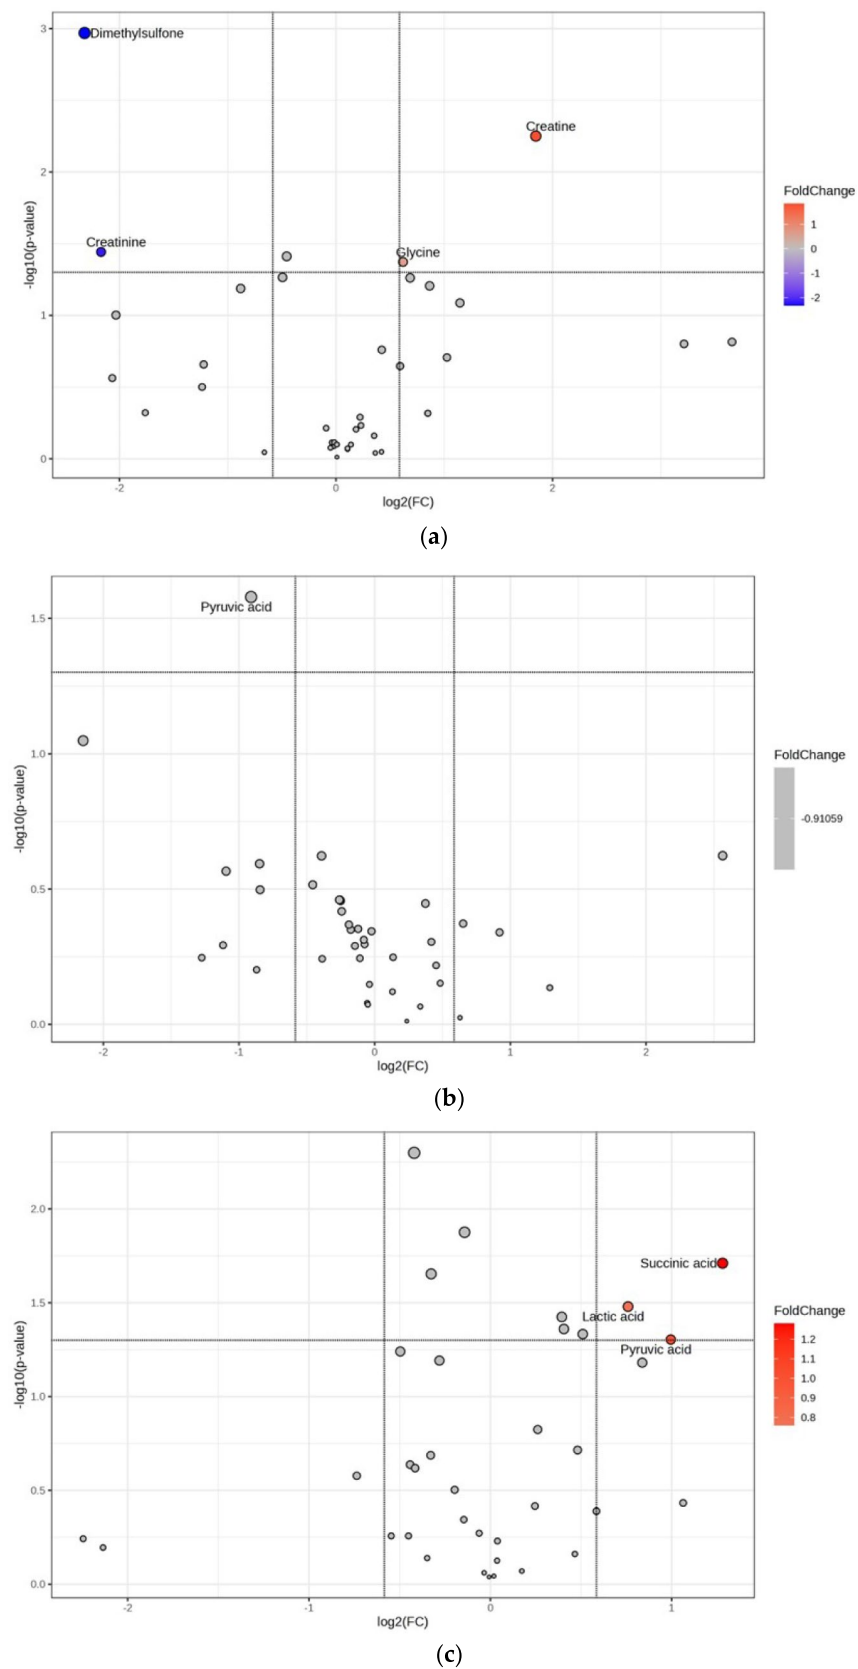 3
Dimethylsulfone
Creatine
2
FoldChange
1
0
-1
-2
Creatinine
Glycine
-log10(p-value)
1
0
-2
0
2
log2(FC)
(a)
Pyruvic acid
1.5
1.0
FoldChange
-0.91059
-log10(p-value)
0.5
0.0
-2
-1
0
1
2
log2(FC)
(b)
2.0
Succinic acid
1.5
Lactic acid
FoldChange
1.2
1.1
1.0
0.9
0.8
Pyruvic acid
-log10(p-value)
1.0
0.5
0.0
-2
-1
0
1
log2(FC)
(c)